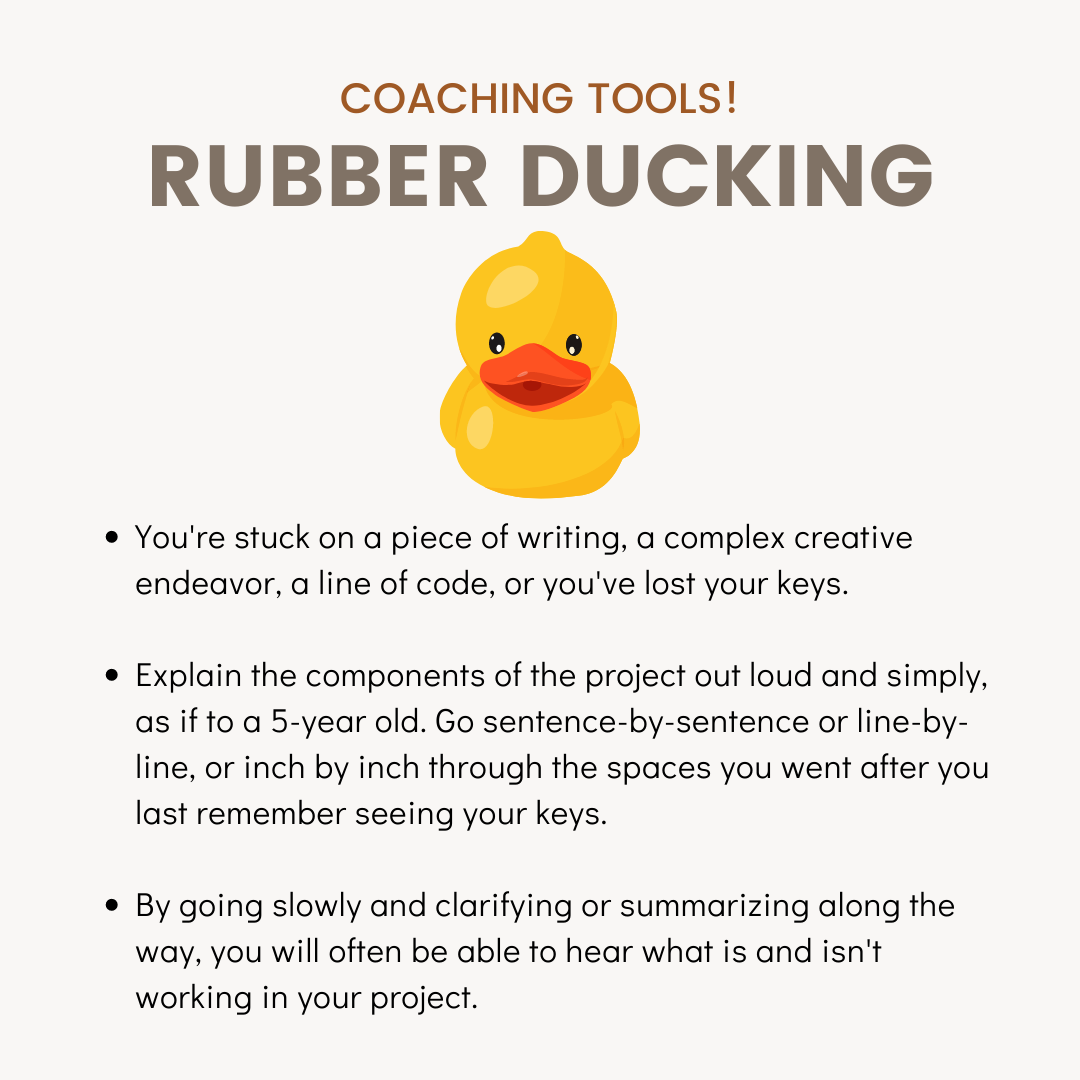 COACHING TOOLS!
RUBBER DUCKING
• You're stuck on a piece of writing, a complex creative
endeavor, a line of code, or you've lost your keys.
• Explain the components of the project out loud and simply,
as if to a 5-year old. Go sentence-by-sentence or line-by-
line, or inch by inch through the spaces you went after you
last remember seeing your keys.
• By going slowly and clarifying or summarizing along the
way, you will often be able to hear what is and isn't
working in your project.